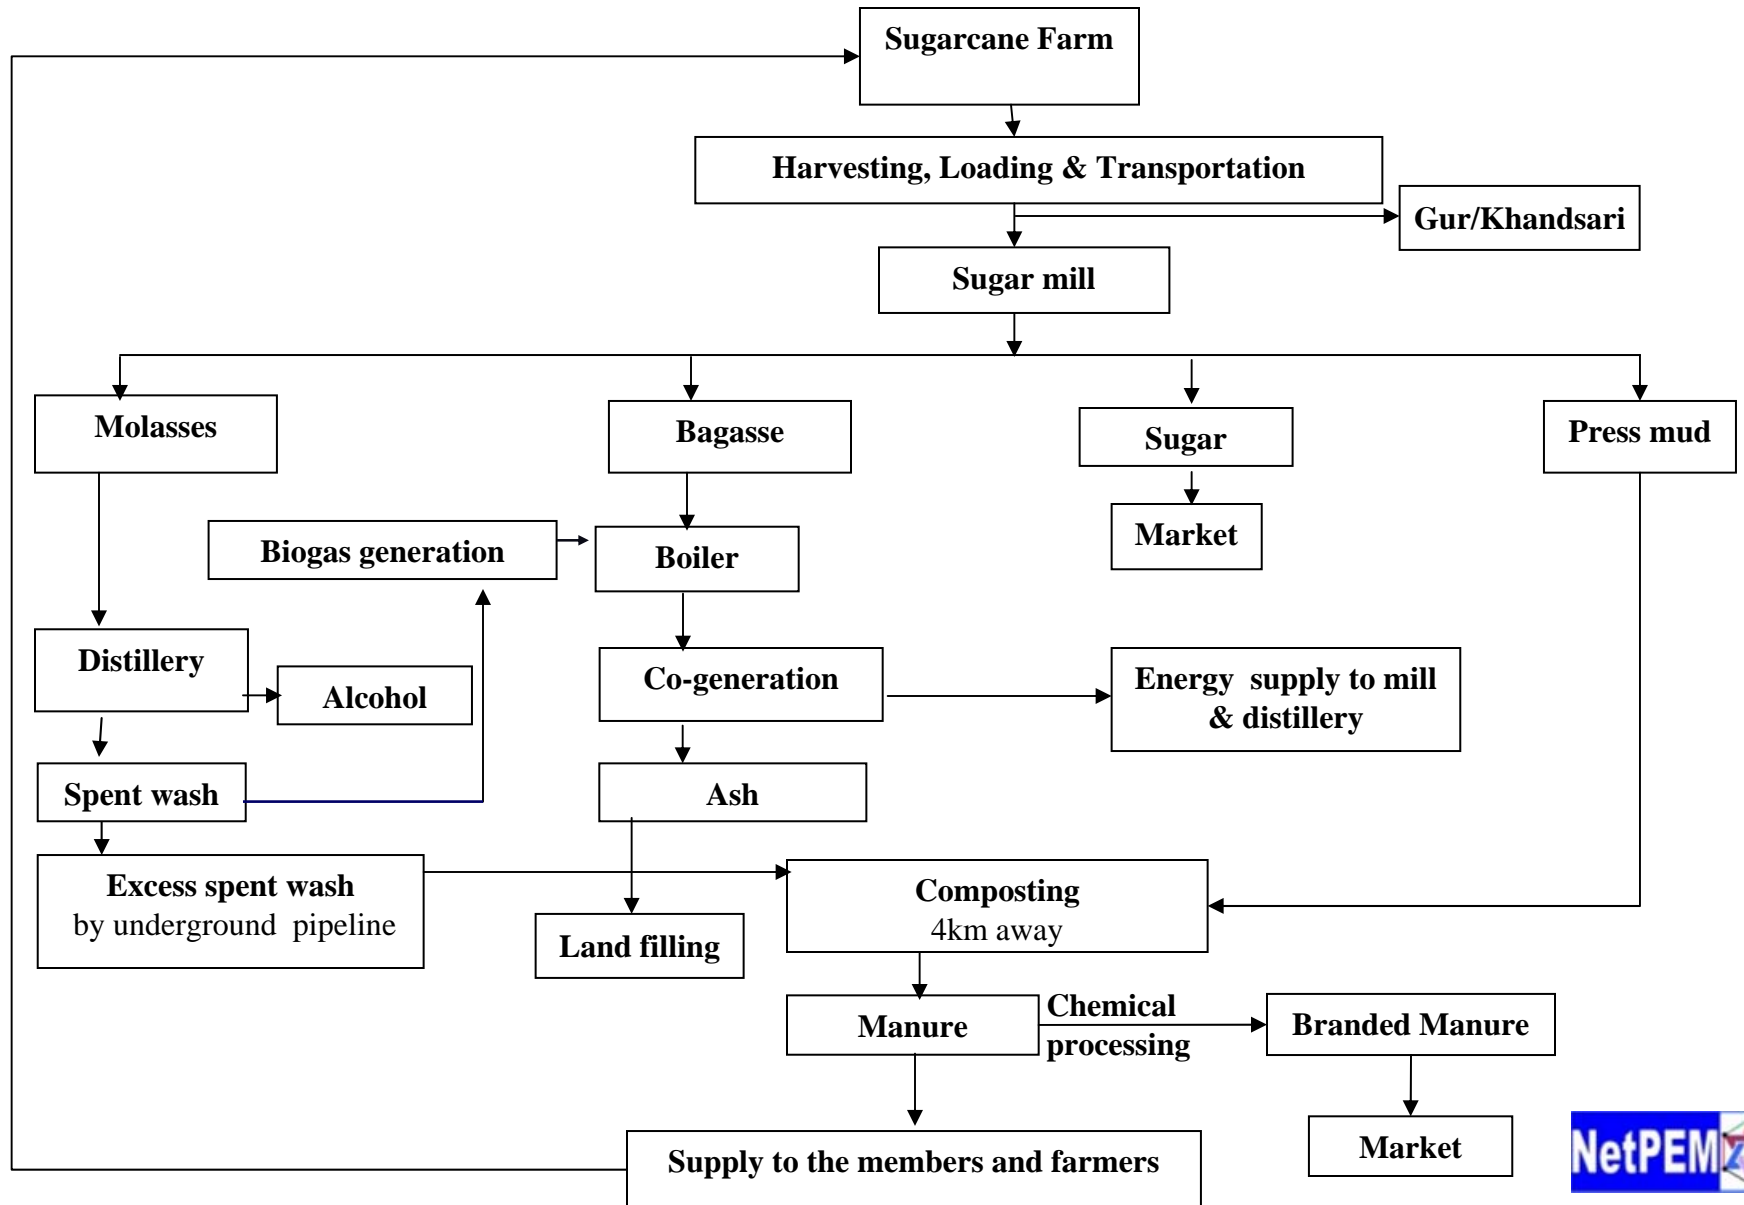 Sugarcane Farm
Harvesting, Loading & Transportation
Gur/Khandsari
Sugar mill
Molasses
Bagasse
Sugar
Press mud
Market
Biogas generation
Boiler
Distillery
Alcohol
Co-generation
Energy supply to mill
& distillery
Spent wash
Ash
Excess spent wash
by underground pipeline
Land filling
Composting
4km away
Manure
Chemical
processing
Branded Manure
Market
Supply to the members and farmers
NetPEM